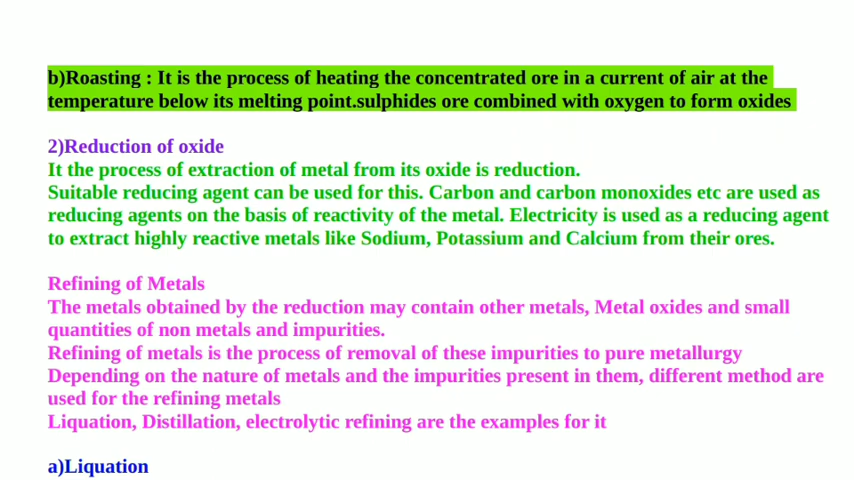 b)Roasting : It is the process of heating the concentrated ore in a current of air at the
temperature below its melting point.sulphides ore combined with oxygen to form oxides
2)Reduction of oxide
It the process of extraction of metal from its oxide is reduction.
Suitable reducing agent can be used for this. Carbon and carbon monoxides etc are used as
reducing agents on the basis of reactivity of the metal. Electricity is used as a reducing agent
to extract highly reactive metals like Sodium, Potassium and Calcium from their ores.
Refining of Metals
The metals obtained by the reduction may contain other metals, Metal oxides and small
quantities of non metals and impurities.
Refining of metals is the process of removal of these impurities to pure metallurgy
Depending on the nature of metals and the impurities present in them, different method are
used for the refining metals
Liquation, Distillation, electrolytic refining are the examples for it
a)Liquation